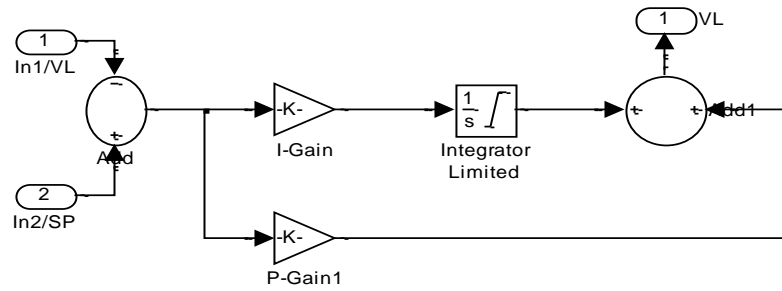 1
In1/VL
Add
2
In2/SP
-K-
I-Gain
1
s
Integrator
Limited
1
VL
Add1
-K-
P-Gain1